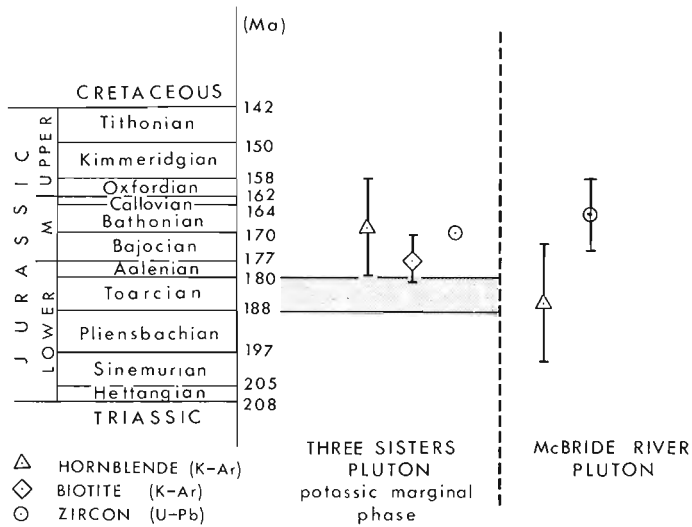 (Ma)
CRETACEOUS
142
Tithonian
150
Kimmeridgian
158
Oxfordian
162
Callovian
164
Bathonian
170
Bajocian
177
Aalenian
180
Toarcian
188
Pliensbachian
197
Sinemurian
205
Hettangian
208
TRIASSIC
JURASSIC
UPPER
M
LOWER
HORNBLENDE (K-Ar)
BIOTITE (K-Ar)
ZIRCON (U-Pb)
THREE SISTERS
PLUTON
potassic marginal
phase
McBRIDE RIVER
PLUTON